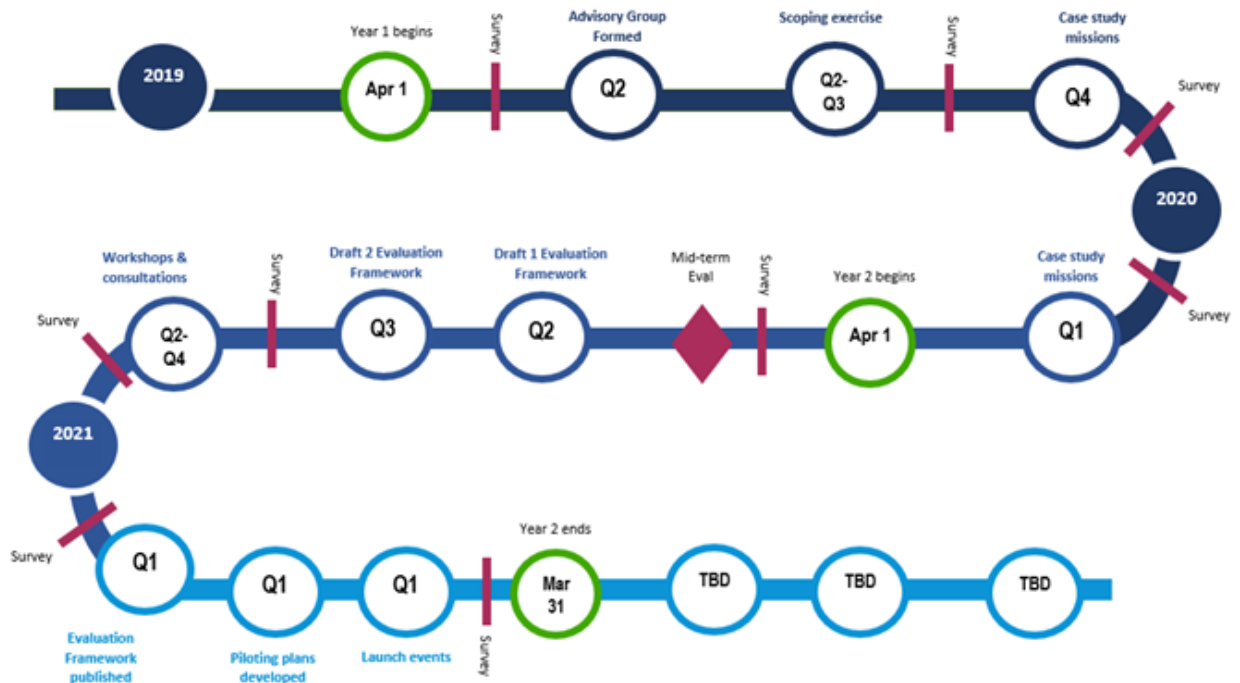 2019
Year 1 begins
Apr 1
Survey
Advisory Group
Formed
Q2
Scoping exercise
Q2-
Q3
Survey
Case study
missions
Q4
Survey
2020
Survey
Case study
missions
Q1
Year 2 begins
Apr 1
Survey
Mid-term
Eval
Draft 1 Evaluation
Framework
Q2
Draft 2 Evaluation
Framework
Q3
Survey
Workshops &
consultations
Q2-
Q4
Survey
2021
Survey
Q1
Evaluation
Framework
published
Q1
Piloting plans
developed
Q1
Launch events
Survey
Year 2 ends
Mar
31
TBD
TBD
TBD